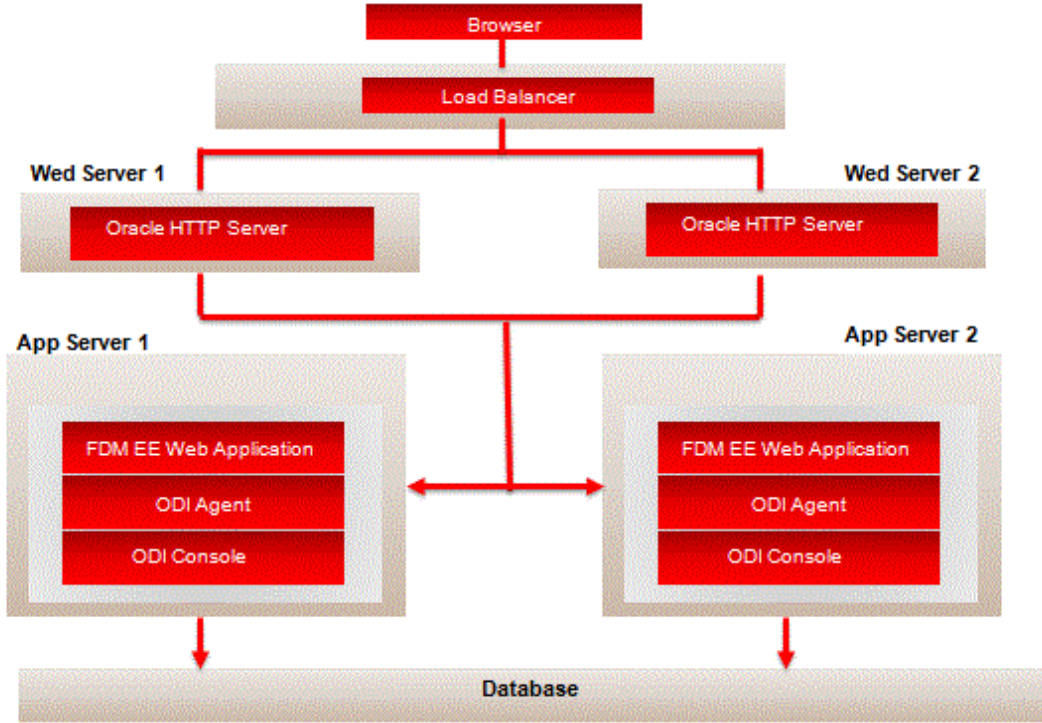 Browser
Load Balancer
Wed Server 1
Wed Server 2
Oracle HTTP Server
Oracle HTTP Server
App Server 1
App Server 2
FDM EE Web Application
ODI Agent
ODI Console
FDM EE Web Application
ODI Agent
ODI Console
Database